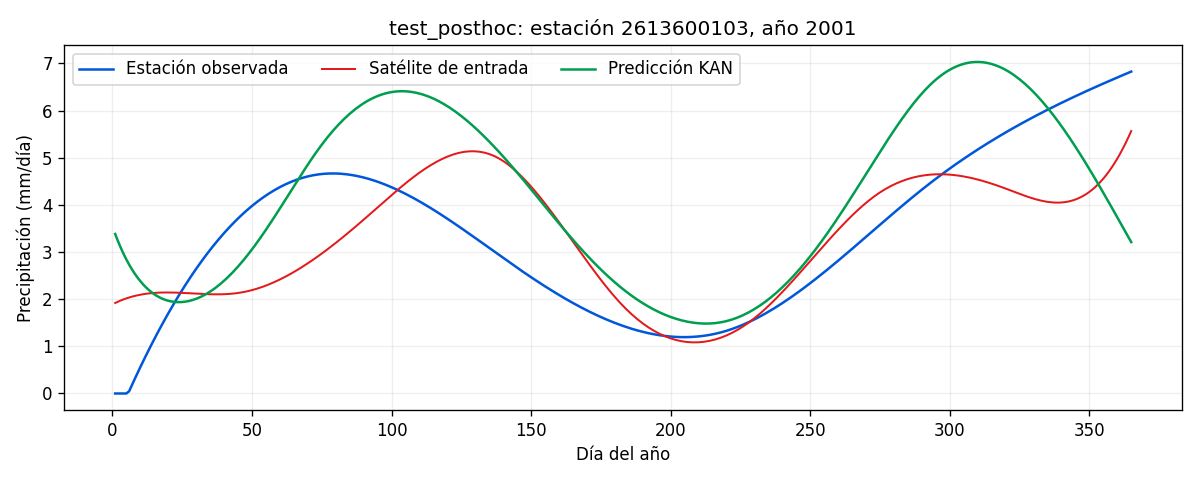 test_posthoc: estación 2613600103, año 2001
Estación observada
Satélite de entrada
Predicción KAN
Precipitación (mm/día)
7
6
5
4
3
2
1
0
0 50 100 150 200 250 300 350
Día del año